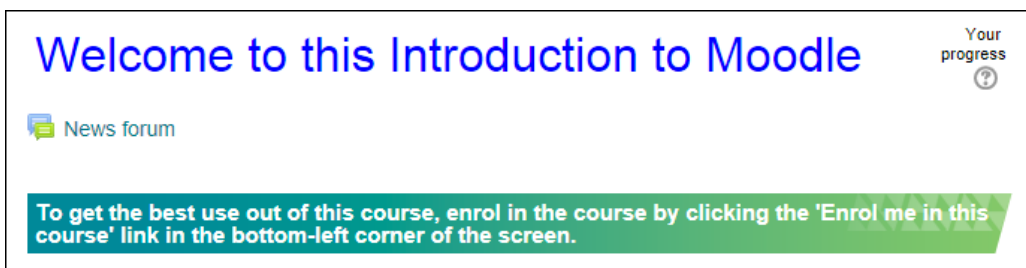 Welcome to this Introduction to Moodle
Your
progress
?
News forum
To get the best use out of this course, enrol in the course by clicking the 'Enrol me in this
course' link in the bottom-left corner of the screen.